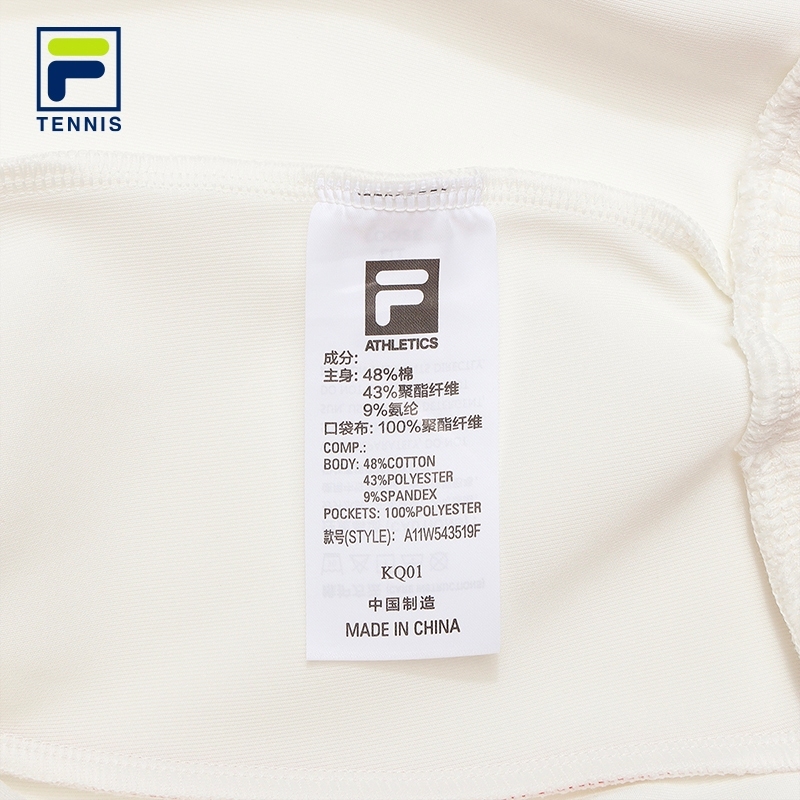 TENNIS
ATHLETICS
成分:
主身: 48%棉
43%聚酯纤维
9%氨纶
口袋布: 100%聚酯纤维
COMP.:
BODY: 48%COTTON
43%POLYESTER
9%SPANDEX
POCKETS: 100%POLYESTER
款号(STYLE): A11W543519F
KQ01
中国制造
MADE IN CHINA